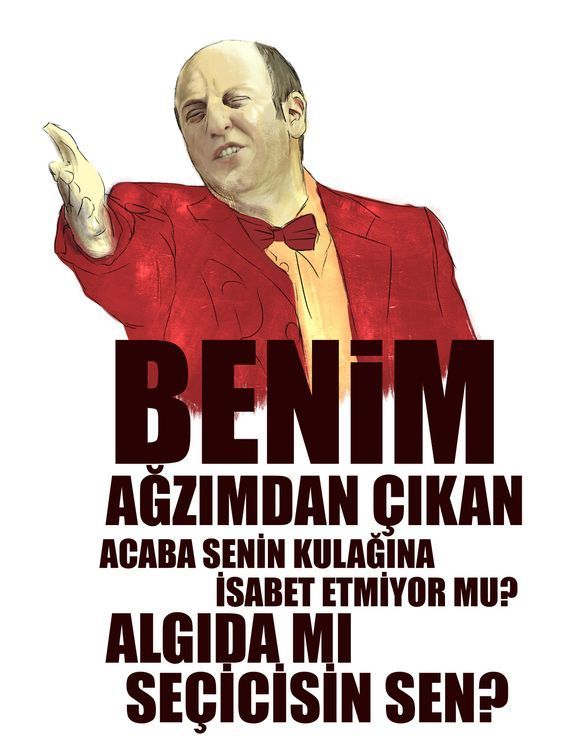 BENİM
AĞZIMDAN ÇIKAN
ACABA SENİN KULAĞINA
İSABET ETMİYOR MU?
ALGIDA MI
SEÇİCİSİN SEN?